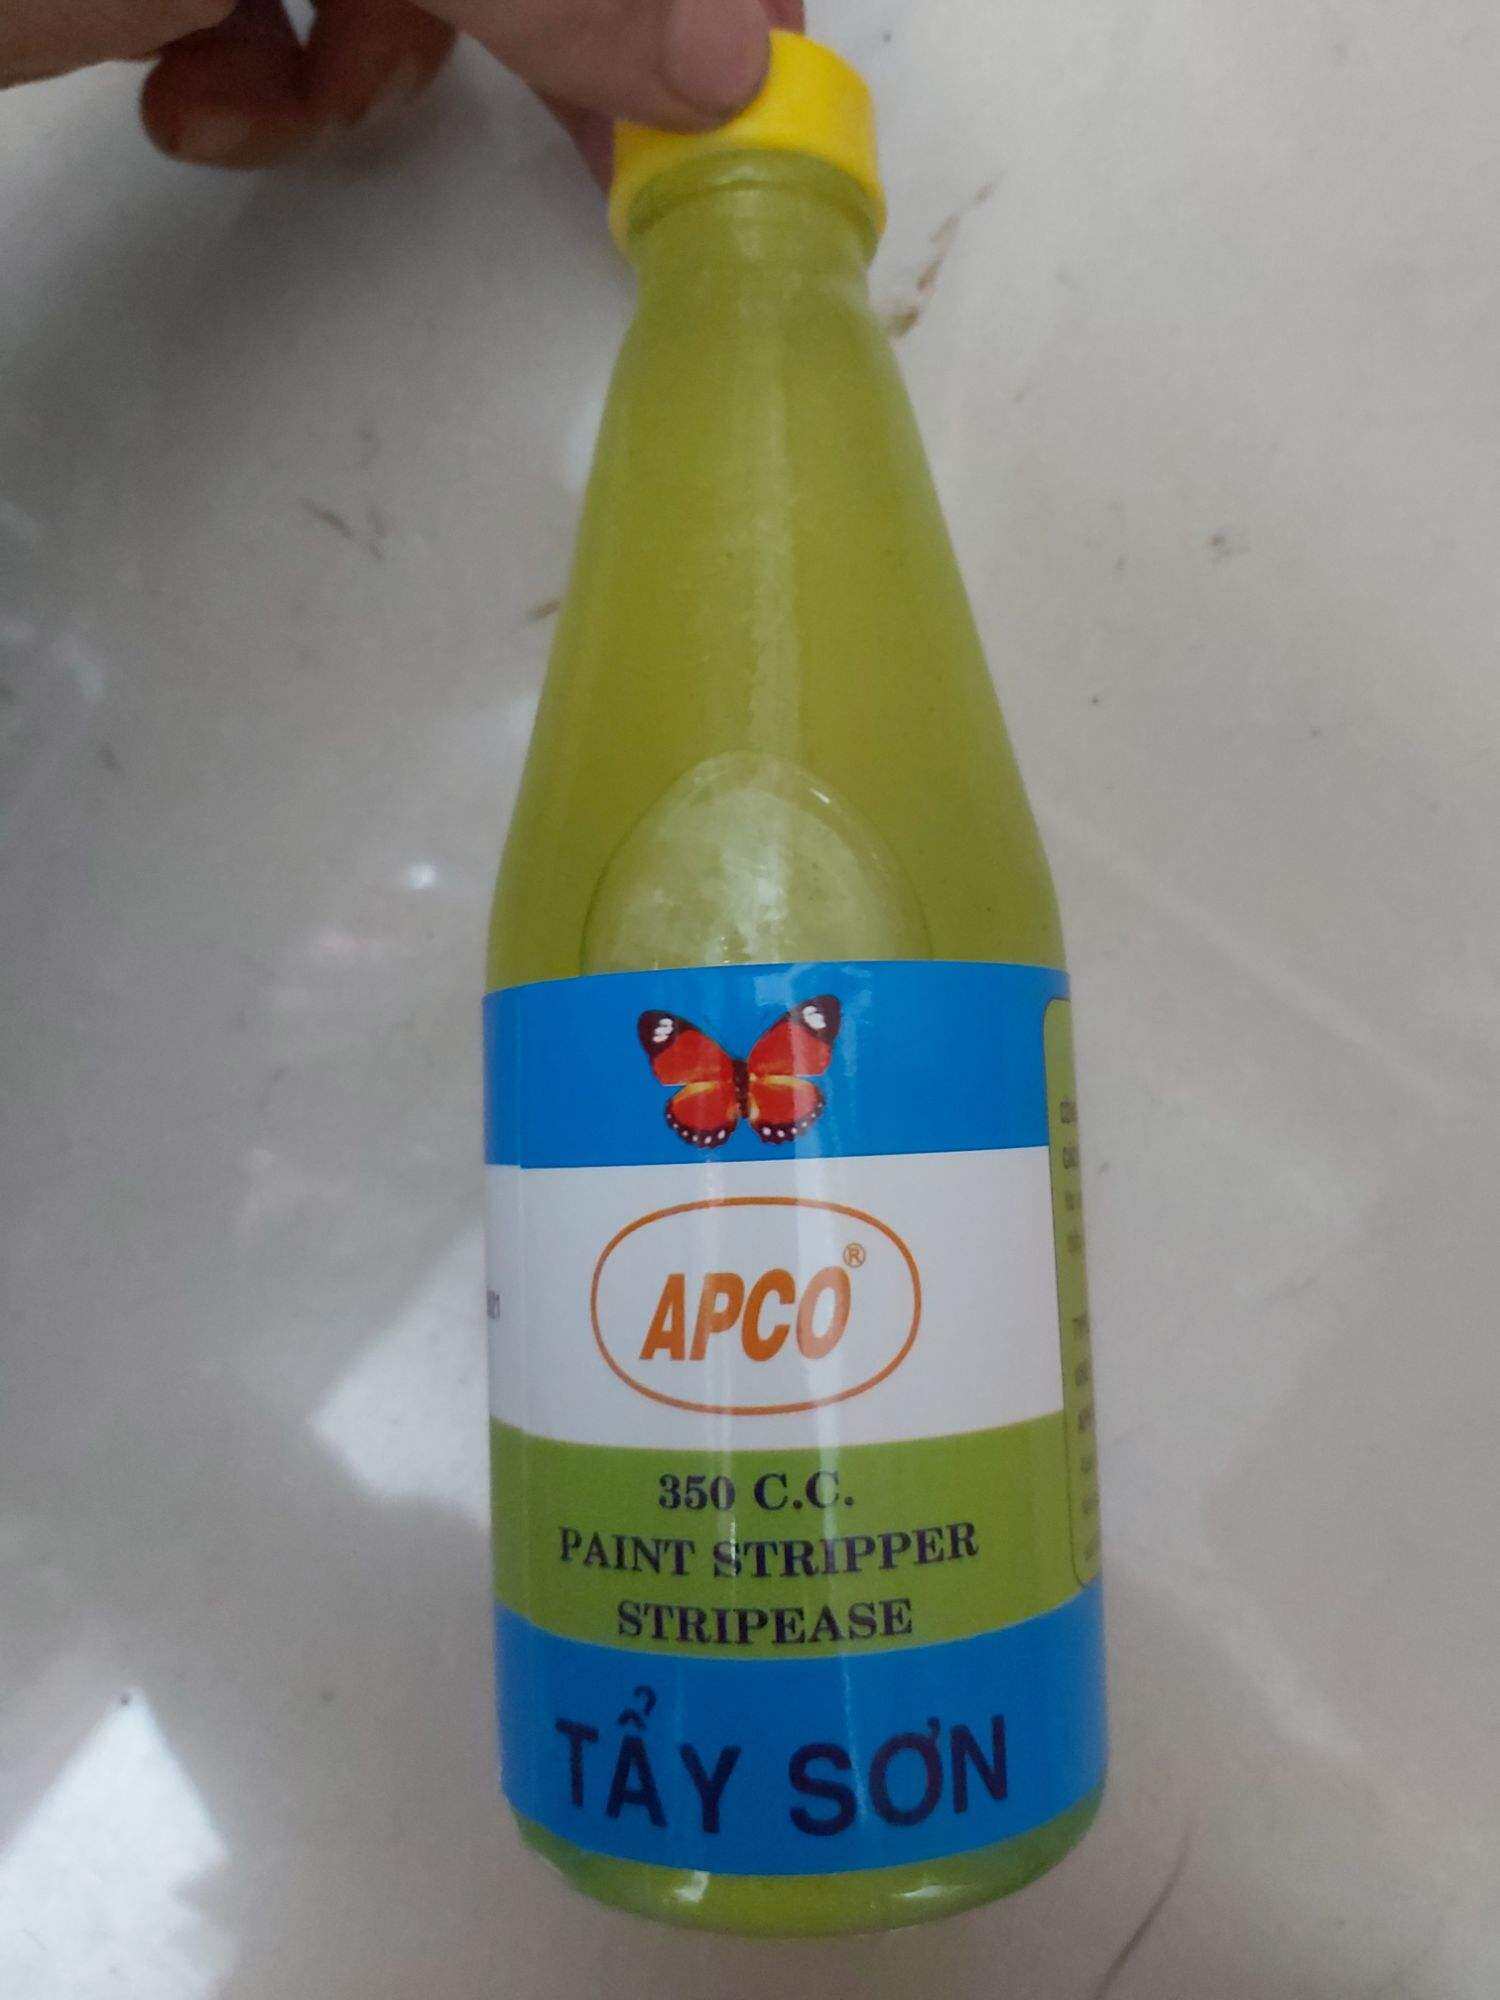 APCO®
350 C.C.
PAINT STRIPPER
STRIPEASE
TẨY SƠN